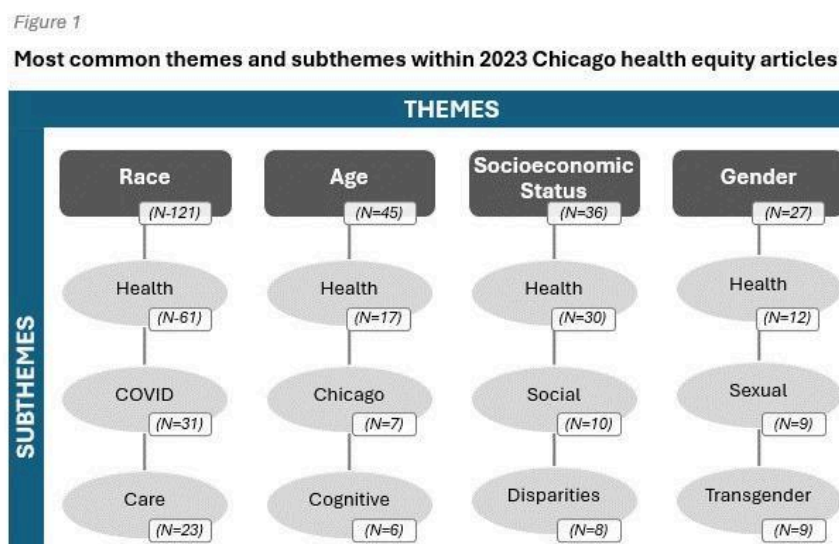 Figure 1
Most common themes and subthemes within 2023 Chicago health equity articles
THEMES
SUBTHEMES
Race
(N-121)
Health
(N-61)
COVID
(N=31)
Care
(N=23)
Age
(N=45)
Health
(N=17)
Chicago
(N=7)
Cognitive
(N=6)
Socioeconomic
Status
(N=36)
Health
(N=30)
Social
(N=10)
Disparities
(N=8)
Gender
(N=27)
Health
(N=12)
Sexual
(N=9)
Transgender
(N=9)